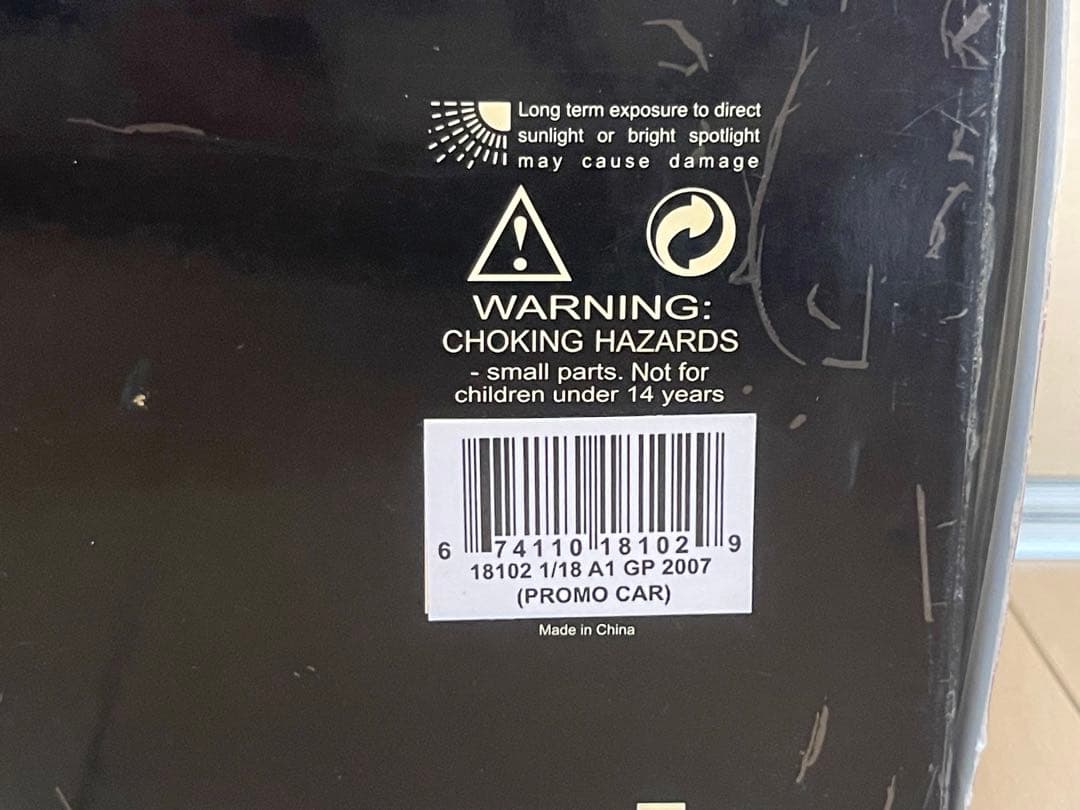 Long term exposure to direct
sunlight or bright spotlight
may cause damage
WARNING:
CHOKING HAZARDS
- small parts. Not for
children under 14 years
6 74110 18102 9
18102 1/18 A1 GP 2007
(PROMO CAR)
Made in China